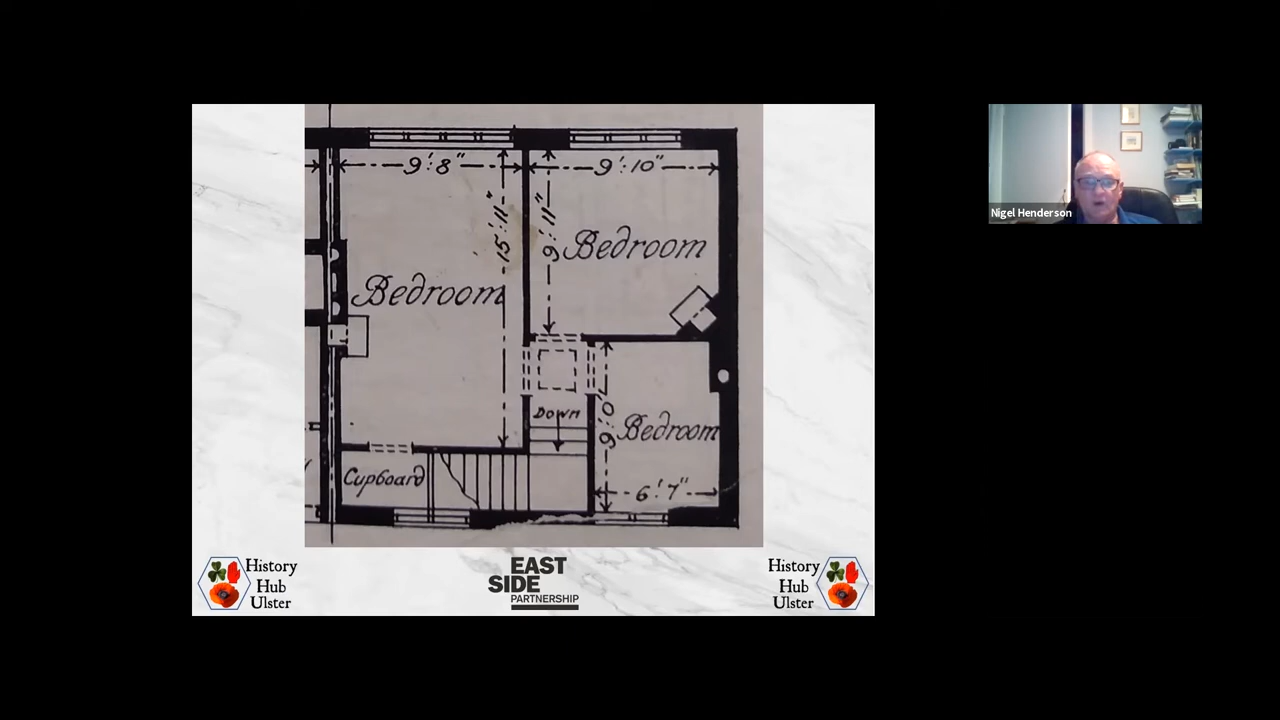 9'.8"
9'.10"
15'.11"
9'.11"
Bedroom
Bedroom
Down
9'.0"
Bedroom
Cupboard
6'.7"
History
Hub
Ulster
EAST
SIDE
PARTNERSHIP
History
Hub
Ulster
Nigel Henderson